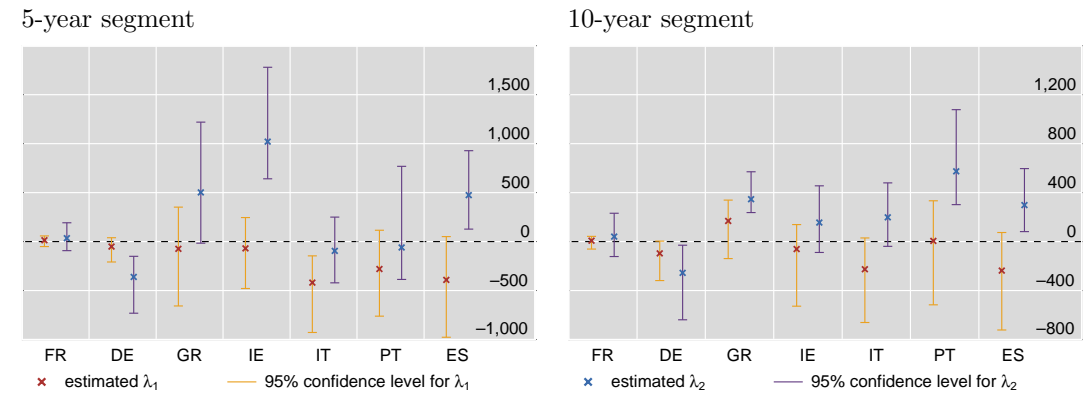 5-year segment
10-year segment
1,500
1,000
500
0
–500
–1,000
FR DE GR IE IT PT ES
1,200
800
400
0
–400
–800
FR DE GR IE IT PT ES
estimated λ₁ 95% confidence level for λ₁ estimated λ₂ 95% confidence level for λ₂